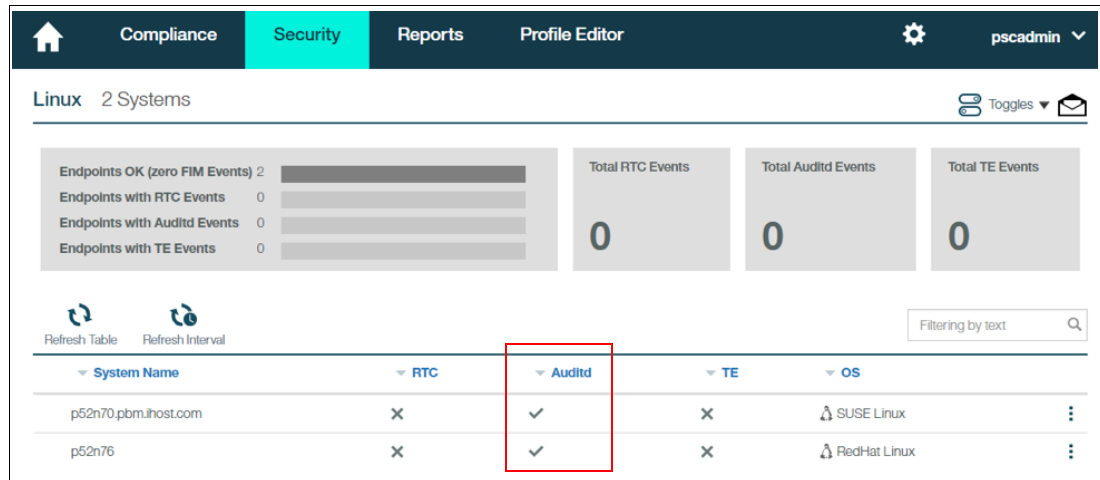 Compliance Security Reports Profile Editor pscadmin
Linux 2 Systems Toggles
Endpoints OK (zero FIM Events) 2
Endpoints with RTC Events 0
Endpoints with Auditd Events 0
Endpoints with TE Events 0
Total RTC Events
0
Total Auditd Events
0
Total TE Events
0
Refresh Table Refresh Interval Filtering by text
System Name RTC Auditd TE OS
p52n70.pbm.ihost.com SUSE Linux
p52n76 RedHat Linux